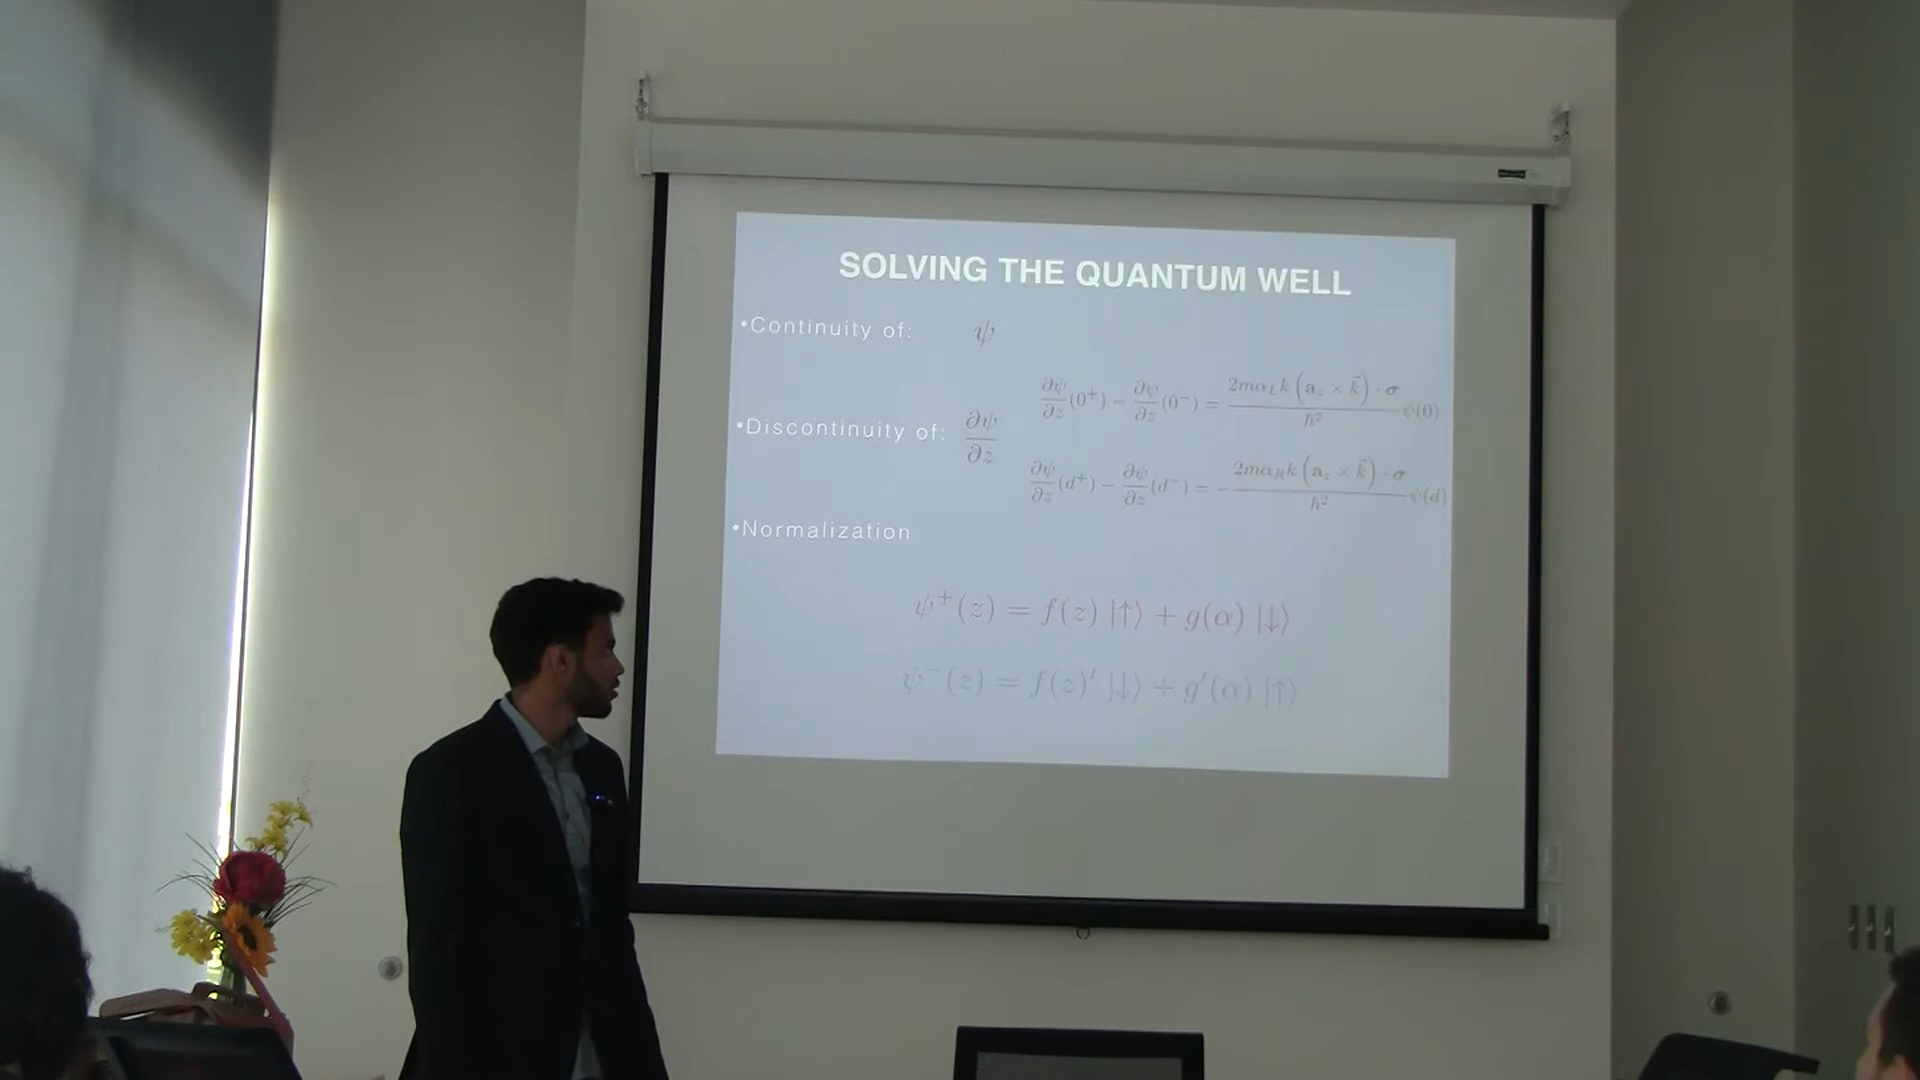 SOLVING THE QUANTUM WELL
•Continuity of: ψ
∂ψ/∂z(0⁺) − ∂ψ/∂z(0⁻) = 2mα_L k (a_z × k⃗) · σ / ħ² ψ(0)
•Discontinuity of: ∂ψ/∂z
∂ψ/∂z(d⁺) − ∂ψ/∂z(d⁻) = − 2mα_R k (a_z × k⃗) · σ / ħ² ψ(d)
•Normalization
ψ⁺(z) = f(z) |↑⟩ + g(α) |↓⟩
ψ⁻(z) = f(z)′ |↓⟩ + g′(α) |↑⟩